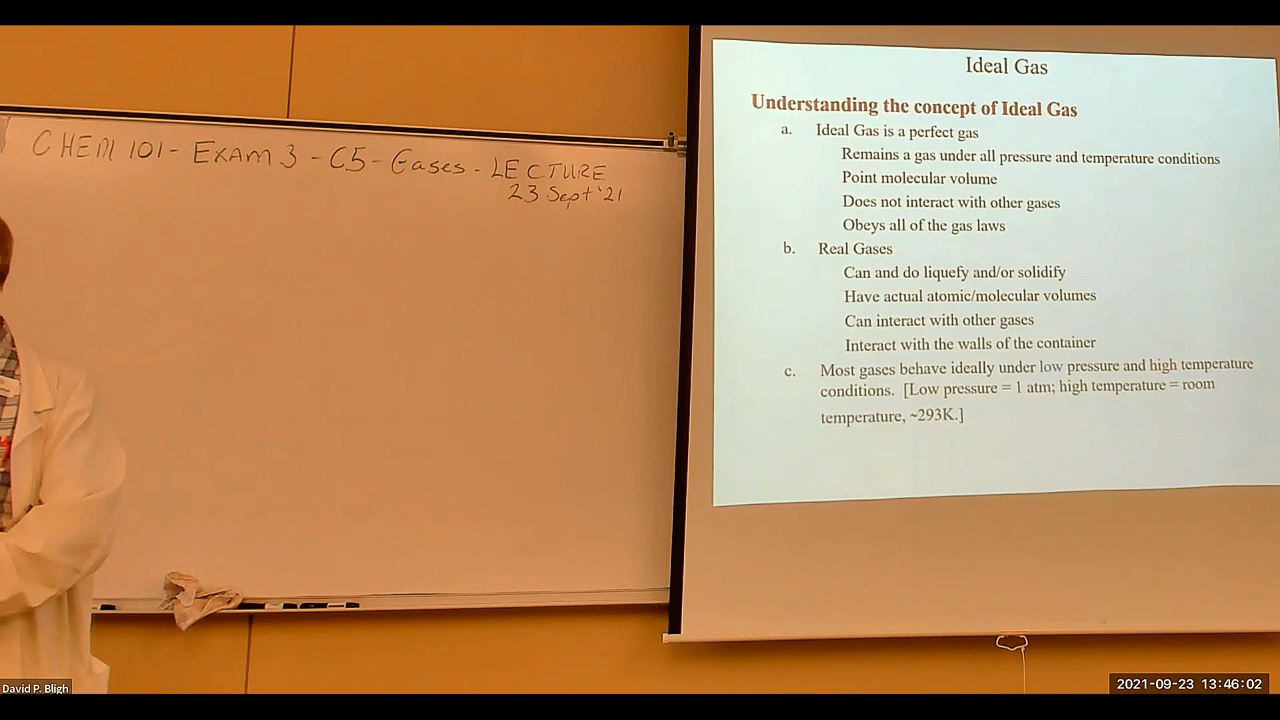 CHEM 101 - EXAM 3 - C5 - Gases - LECTURE
23 Sept '21
Ideal Gas
Understanding the concept of Ideal Gas
a. Ideal Gas is a perfect gas
Remains a gas under all pressure and temperature conditions
Point molecular volume
Does not interact with other gases
Obeys all of the gas laws
b. Real Gases
Can and do liquefy and/or solidify
Have actual atomic/molecular volumes
Can interact with other gases
Interact with the walls of the container
c. Most gases behave ideally under low pressure and high temperature
conditions. [Low pressure = 1 atm; high temperature = room
temperature, ~293K.]
David P. Bligh
2021-09-23 13:46:02